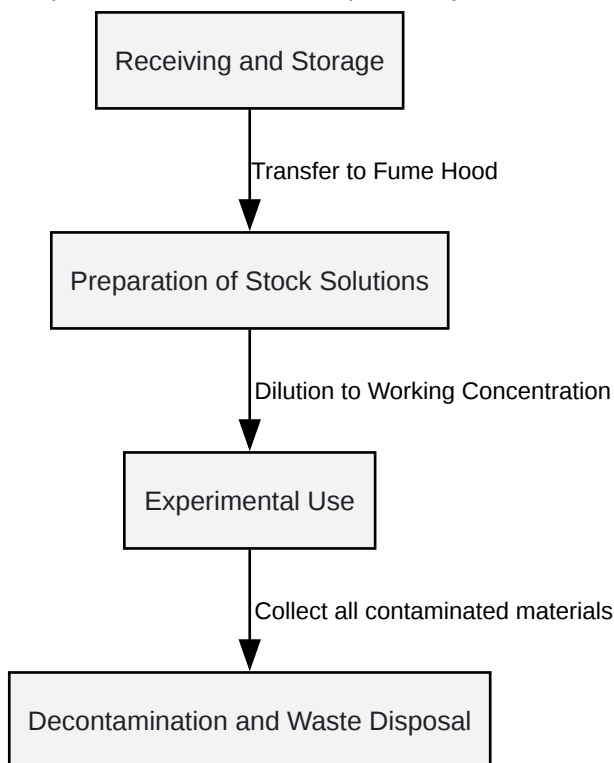 Receiving and Storage
Transfer to Fume Hood
Preparation of Stock Solutions
Dilution to Working Concentration
Experimental Use
Collect all contaminated materials
Decontamination and Waste Disposal